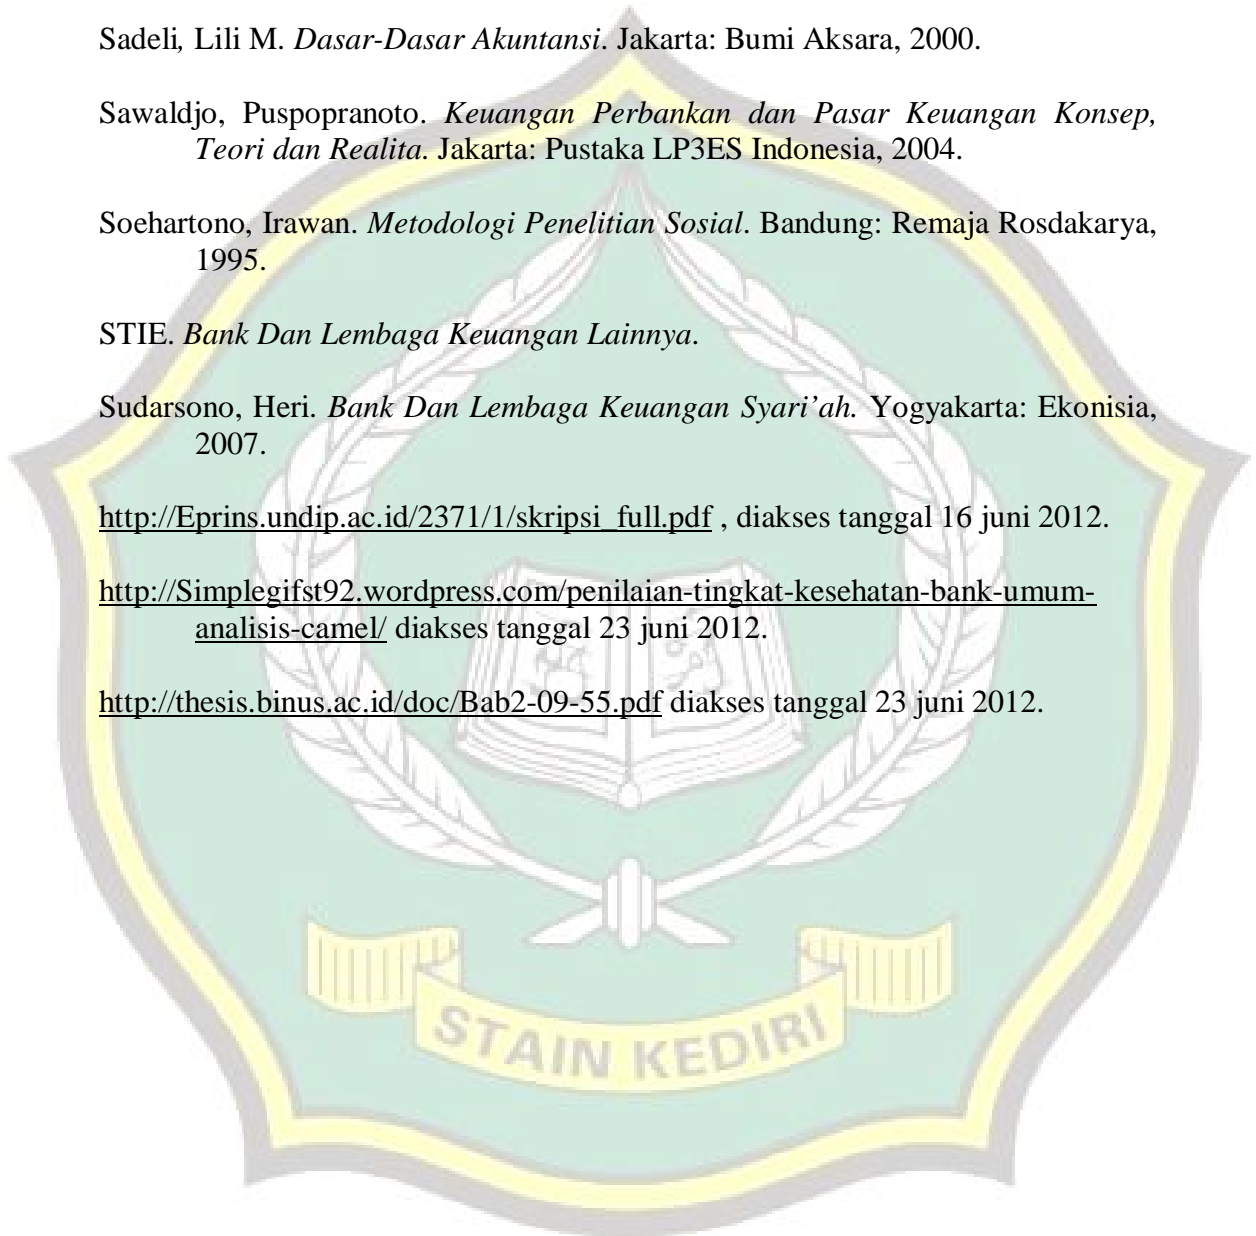 Sadeli, Lili M. Dasar-Dasar Akuntansi. Jakarta: Bumi Aksara, 2000.
Sawaldjo, Puspopranoto. Keuangan Perbankan dan Pasar Keuangan Konsep,
Teori dan Realita. Jakarta: Pustaka LP3ES Indonesia, 2004.
Soehartono, Irawan. Metodologi Penelitian Sosial. Bandung: Remaja Rosdakarya,
1995.
STIE. Bank Dan Lembaga Keuangan Lainnya.
Sudarsono, Heri. Bank Dan Lembaga Keuangan Syari’ah. Yogyakarta: Ekonisia,
2007.
http://Eprins.undip.ac.id/2371/1/skripsi_full.pdf , diakses tanggal 16 juni 2012.
http://Simplegifst92.wordpress.com/penilaian-tingkat-kesehatan-bank-umum-
analisis-camel/ diakses tanggal 23 juni 2012.
http://thesis.binus.ac.id/doc/Bab2-09-55.pdf diakses tanggal 23 juni 2012.
STAIN KEDIRI